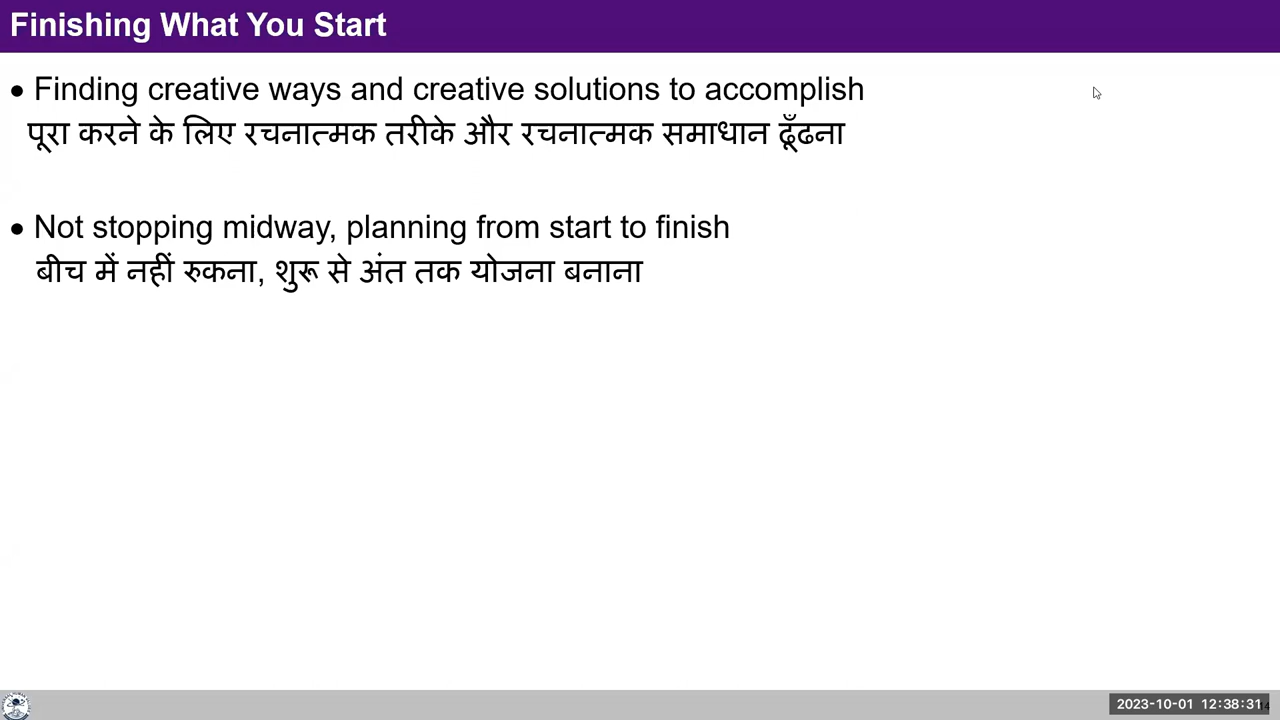 Finishing What You Start
• Finding creative ways and creative solutions to accomplish
पूरा करने के लिए रचनात्मक तरीके और रचनात्मक समाधान ढूँढना
• Not stopping midway, planning from start to finish
बीच में नहीं रुकना, शुरू से अंत तक योजना बनाना
2023-10-01 12:38:31